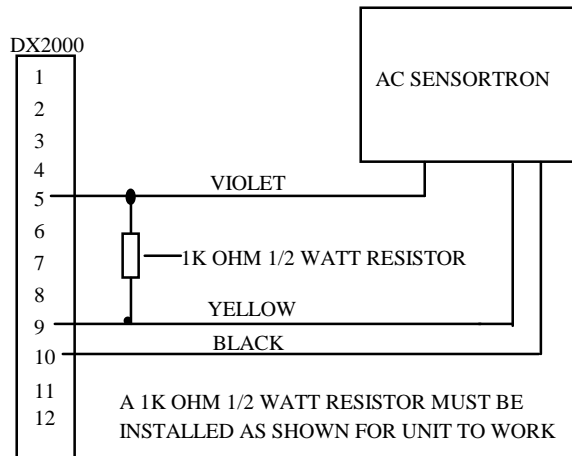 DX2000
1
2
3
4
5
6
7
8
9
10
11
12
AC SENSORTRON
VIOLET
1K OHM 1/2 WATT RESISTOR
YELLOW
BLACK
A 1K OHM 1/2 WATT RESISTOR MUST BE
INSTALLED AS SHOWN FOR UNIT TO WORK